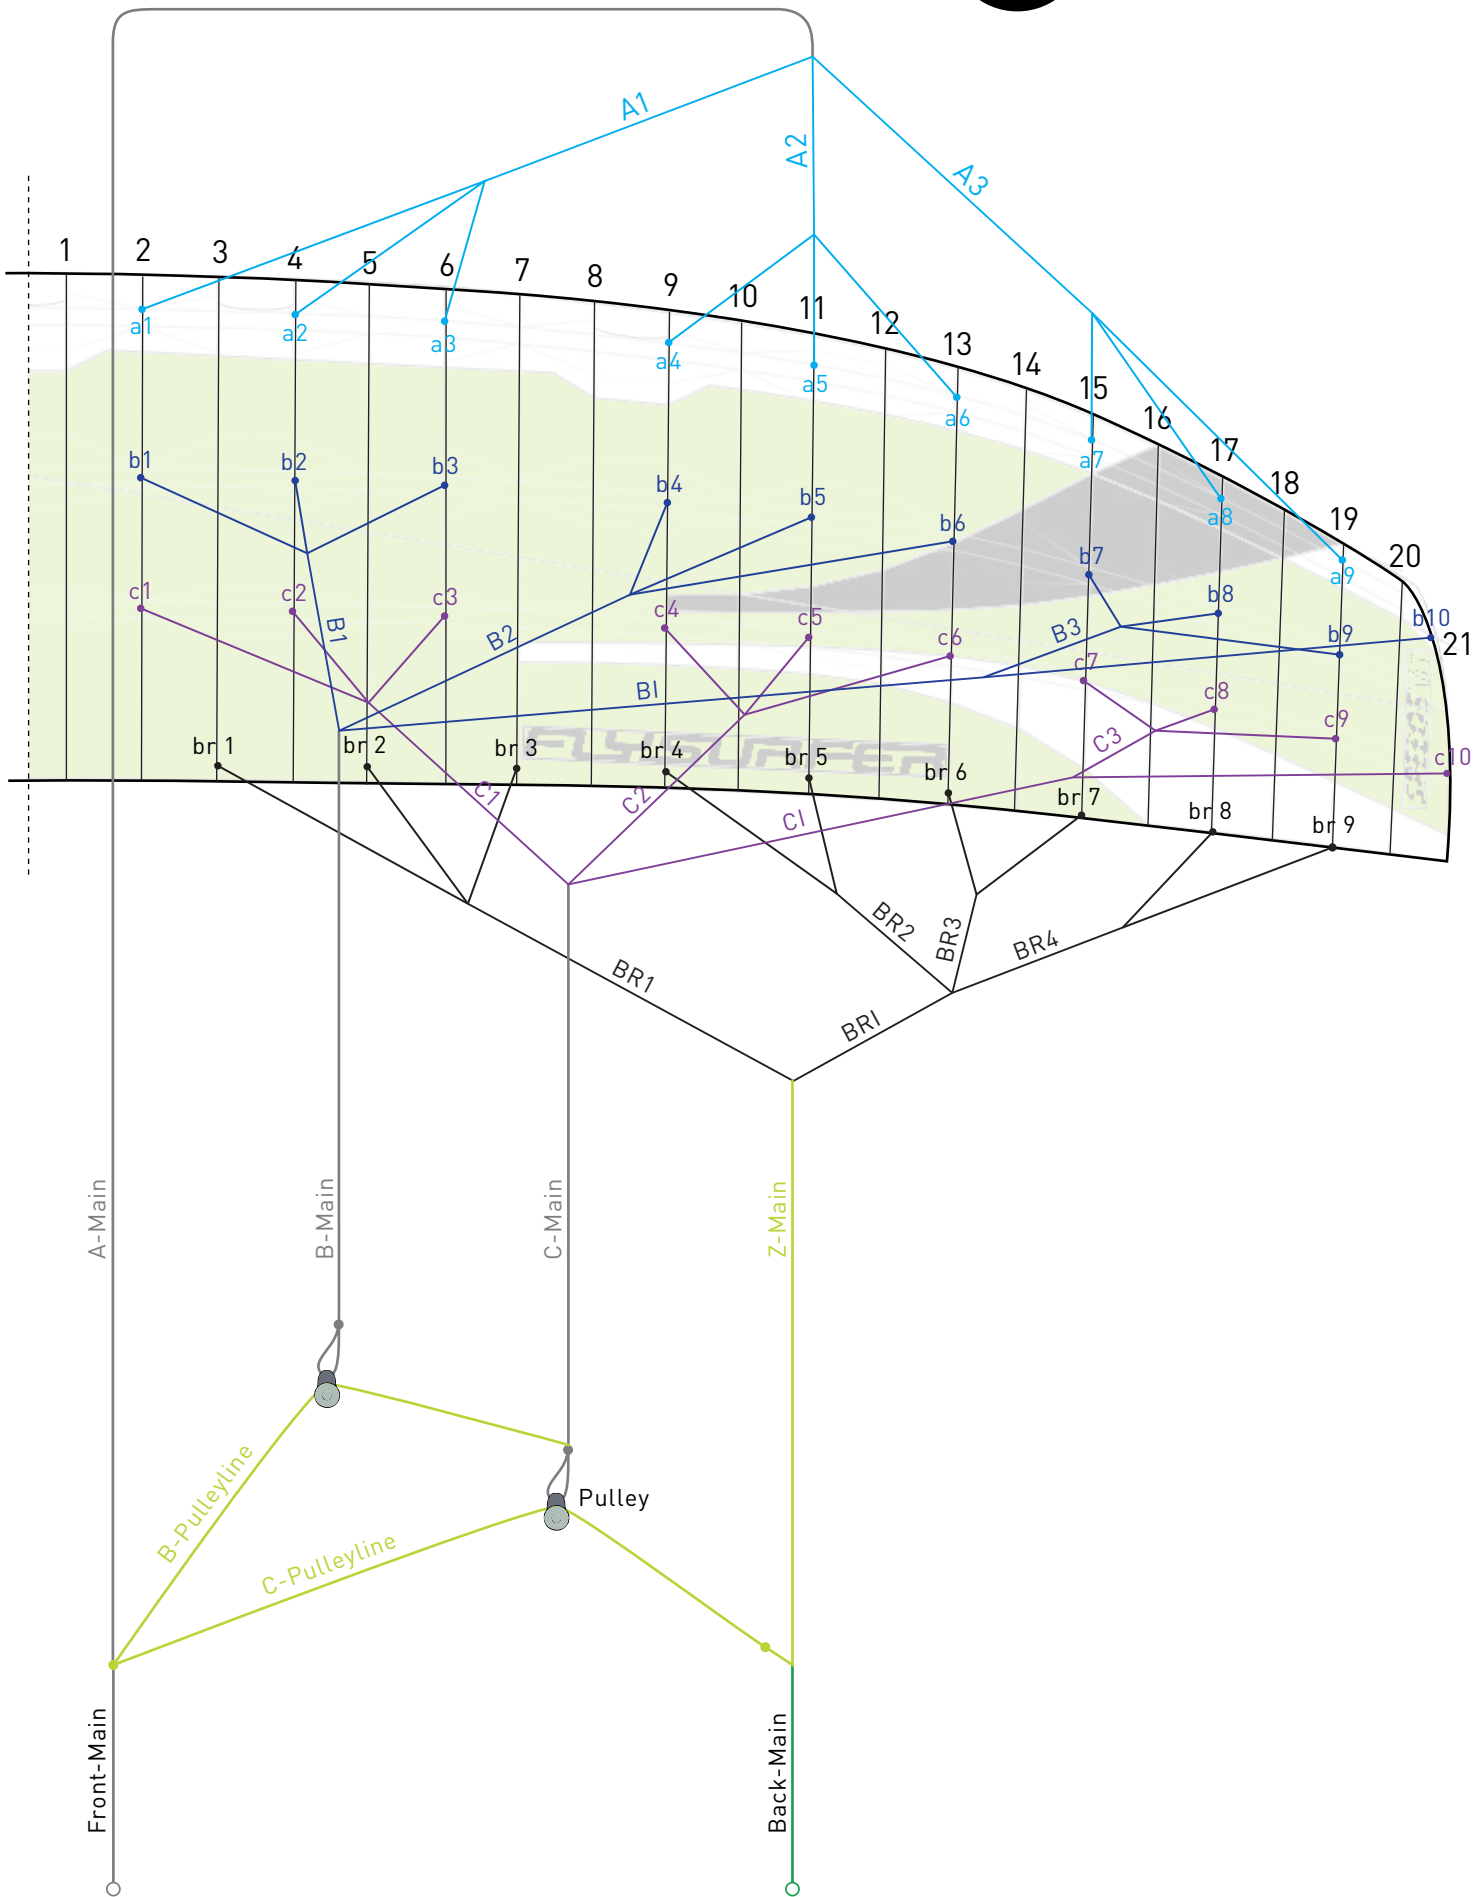 A1
A2
A3
1
2
3
4
5
6
7
8
9
10
11
12
13
14
15
16
17
18
19
20
21
a1
a2
a3
a4
a5
a6
a7
a8
a9
b1
b2
b3
b4
b5
b6
b7
b8
b9
b10
c1
c2
c3
c4
c5
c6
c7
c8
c9
c10
B1
B2
B3
BI
br 1
br 2
br 3
br 4
br 5
br 6
br 7
br 8
br 9
FLYSURFER
C1
C2
C3
CI
BR1
BR2
BR3
BR4
BRI
A-Main
B-Main
C-Main
Z-Main
B-Pulleyline
C-Pulleyline
Pulley
Front-Main
Back-Main